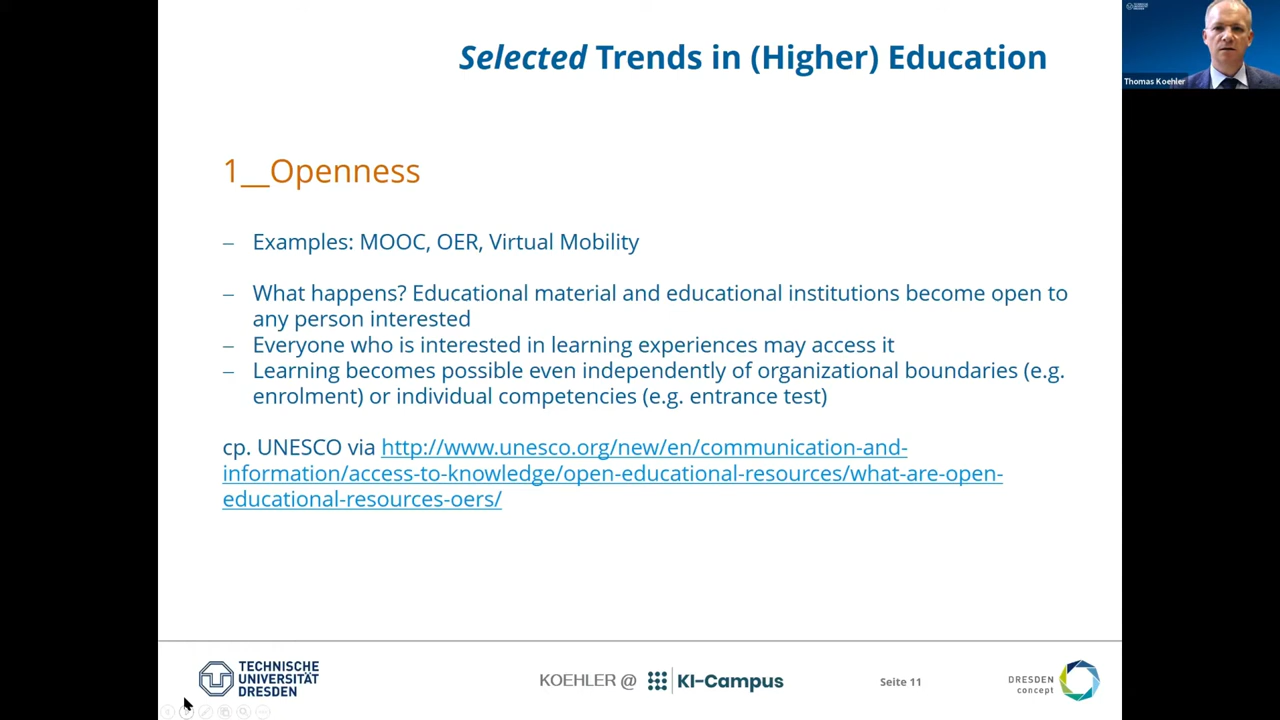 Selected Trends in (Higher) Education
Thomas Koehler
1__Openness
– Examples: MOOC, OER, Virtual Mobility
– What happens? Educational material and educational institutions become open to
any person interested
– Everyone who is interested in learning experiences may access it
– Learning becomes possible even independently of organizational boundaries (e.g.
enrolment) or individual competencies (e.g. entrance test)
cp. UNESCO via http://www.unesco.org/new/en/communication-and-
information/access-to-knowledge/open-educational-resources/what-are-open-
educational-resources-oers/
TECHNISCHE
UNIVERSITÄT
DRESDEN
KOEHLER @ KI-Campus
Seite 11
DRESDEN
concept